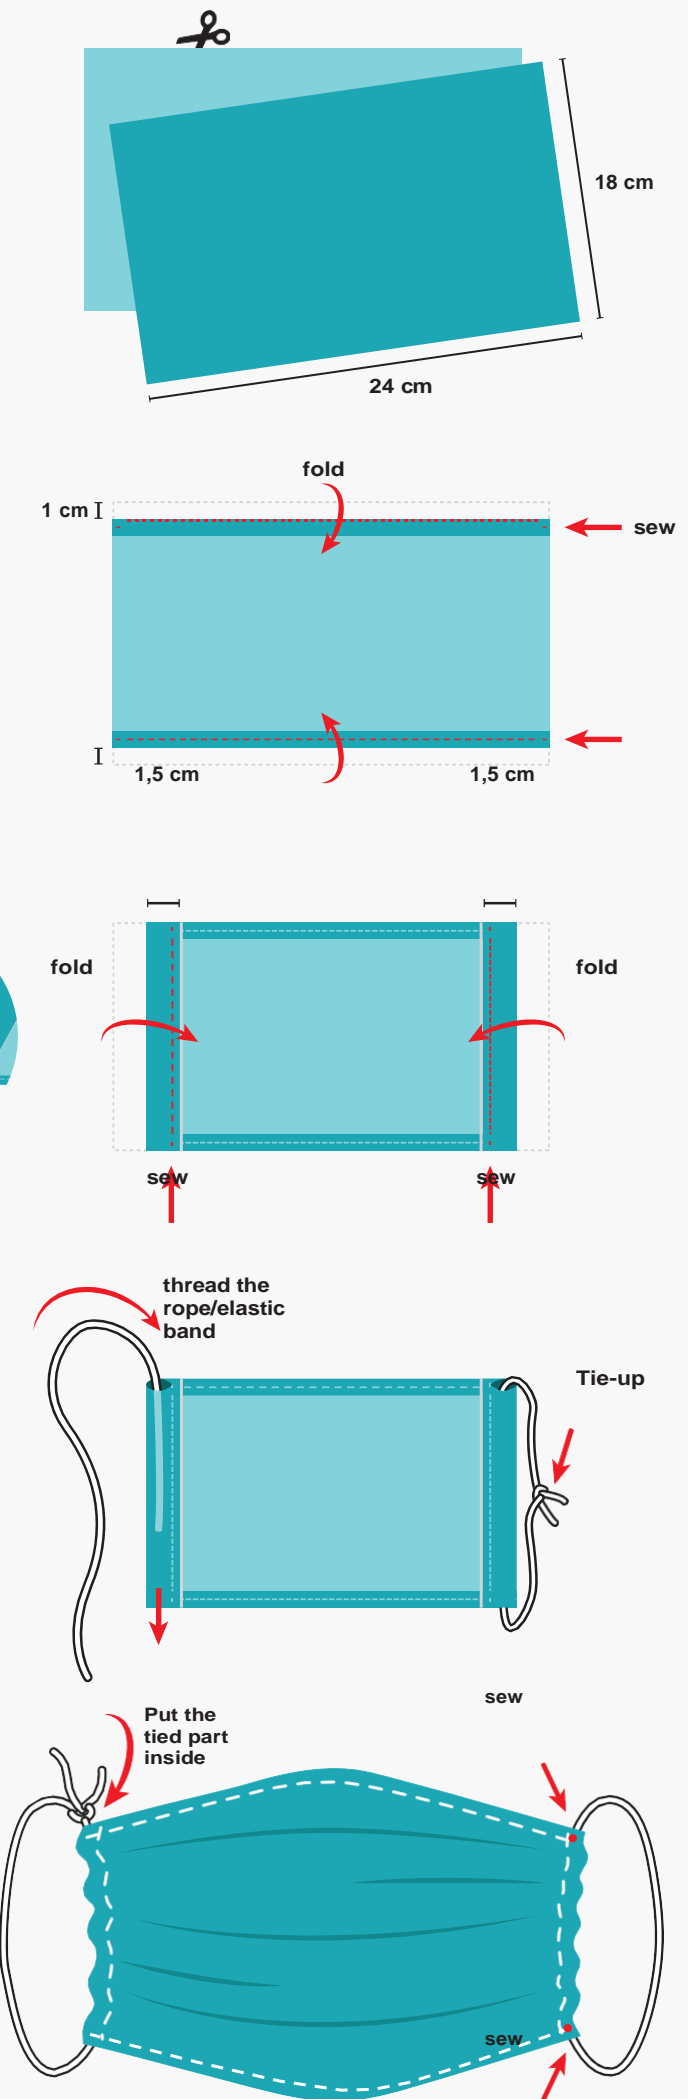 18 cm
24 cm
fold
1 cm
sew
1,5 cm
1,5 cm
fold
fold
sew
sew
thread the
rope/elastic
band
Tie-up
sew
Put the
tied part
inside
sew